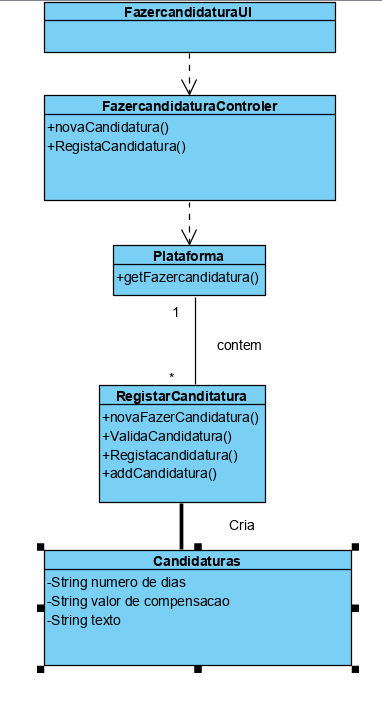 FazercandidaturaUI
FazercandidaturaControler
+novaCandidatura()
+RegistaCandidatura()
Plataforma
+getFazercandidatura()
1
contem
*
RegistarCanditatura
+novaFazerCandidatura()
+ValidaCandidatura()
+Registacandidatura()
+addCandidatura()
Cria
Candidaturas
-String numero de dias
-String valor de compensacao
-String texto